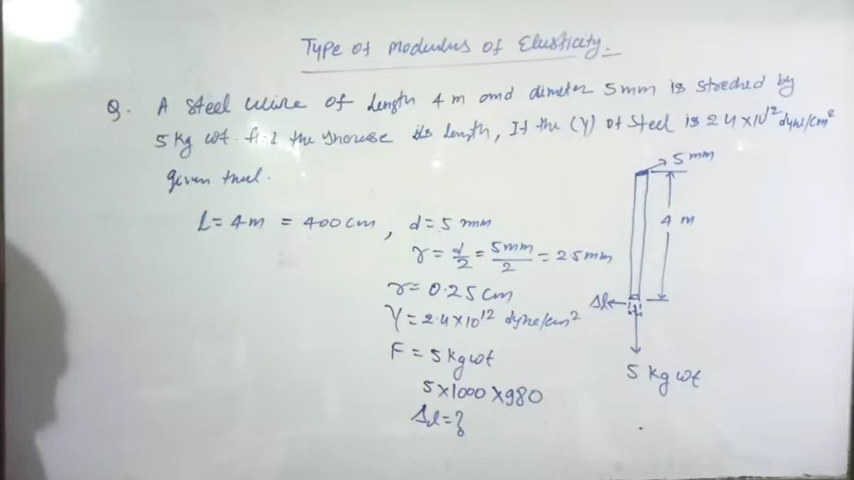 Type of modulus of Elasticity.
Q. A steel wire of length 4 m and dimeter 5 mm is streched by
5 kg wt. find the increase its length, If the (Y) of steel is 2.4 × 10¹² dyne/cm²
given that.
L = 4 m = 400 cm , d = 5 mm
r = d/2 = 5mm/2 = 2.5 mm
r = 0.25 cm
Y = 2.4 × 10¹² dyne/cm²
F = 5 kg wt
5 × 1000 × 980
Δl = ?
5 mm
4 m
Δl
5 kg wt